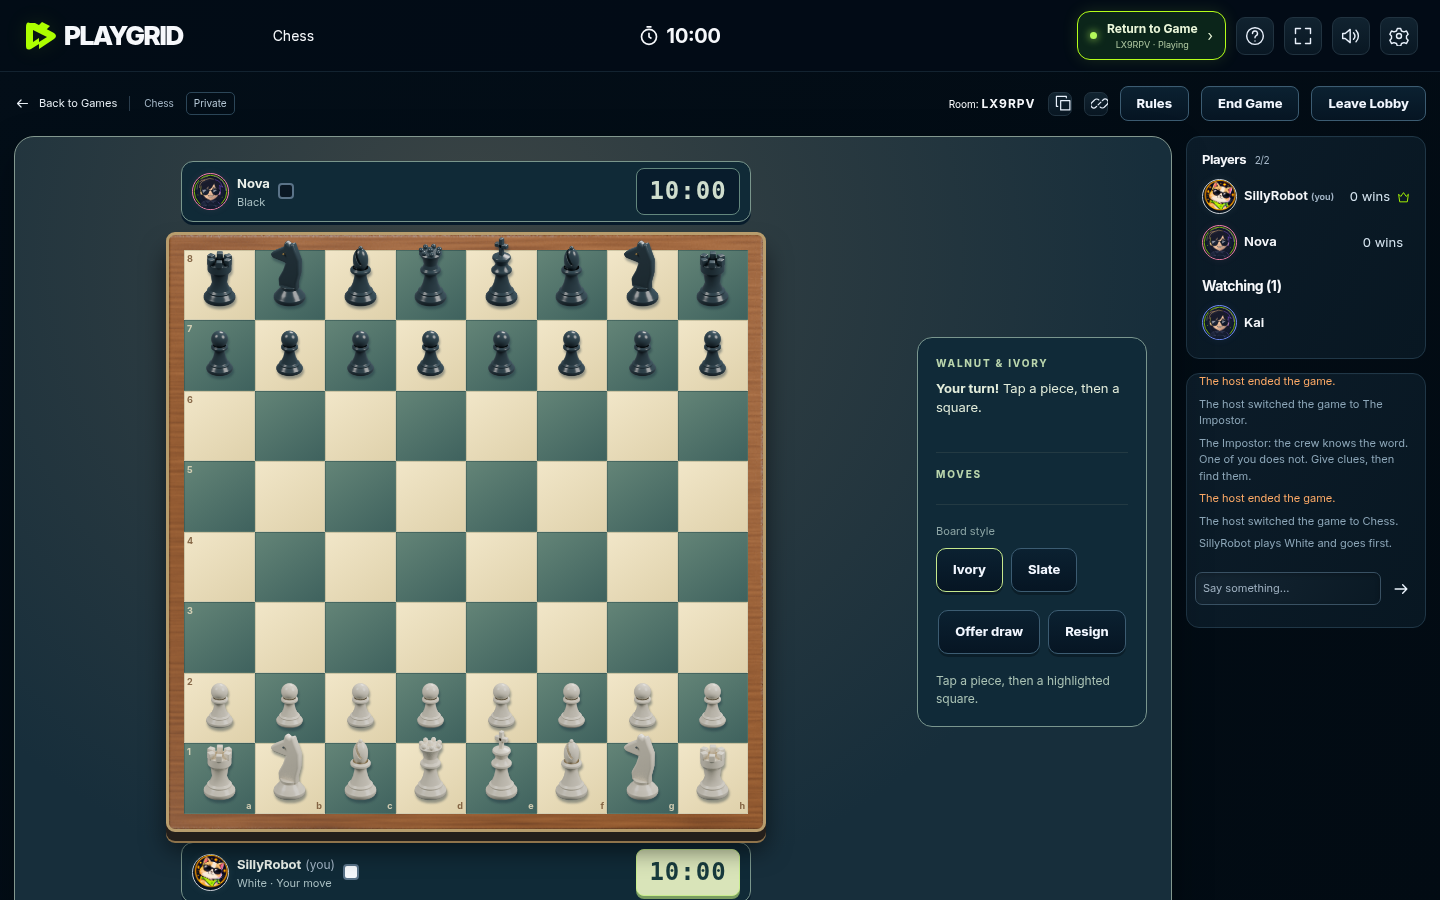 PLAYGRID
Chess
10:00
Return to Game
LX9RPV · Playing
Back to Games
Chess
Private
Room: LX9RPV
Rules
End Game
Leave Lobby
Nova
Black
10:00
8
7
6
5
4
3
2
1
a
b
c
d
e
f
g
h
SillyRobot (you)
White · Your move
10:00
WALNUT & IVORY
Your turn! Tap a piece, then a
square.
MOVES
Board style
Ivory
Slate
Offer draw
Resign
Tap a piece, then a highlighted
square.
Players 2/2
SillyRobot (you)
0 wins
Nova
0 wins
Watching (1)
Kai
The host ended the game.
The host switched the game to The
Impostor.
The Impostor: the crew knows the word.
One of you does not. Give clues, then
find them.
The host ended the game.
The host switched the game to Chess.
SillyRobot plays White and goes first.
Say something...